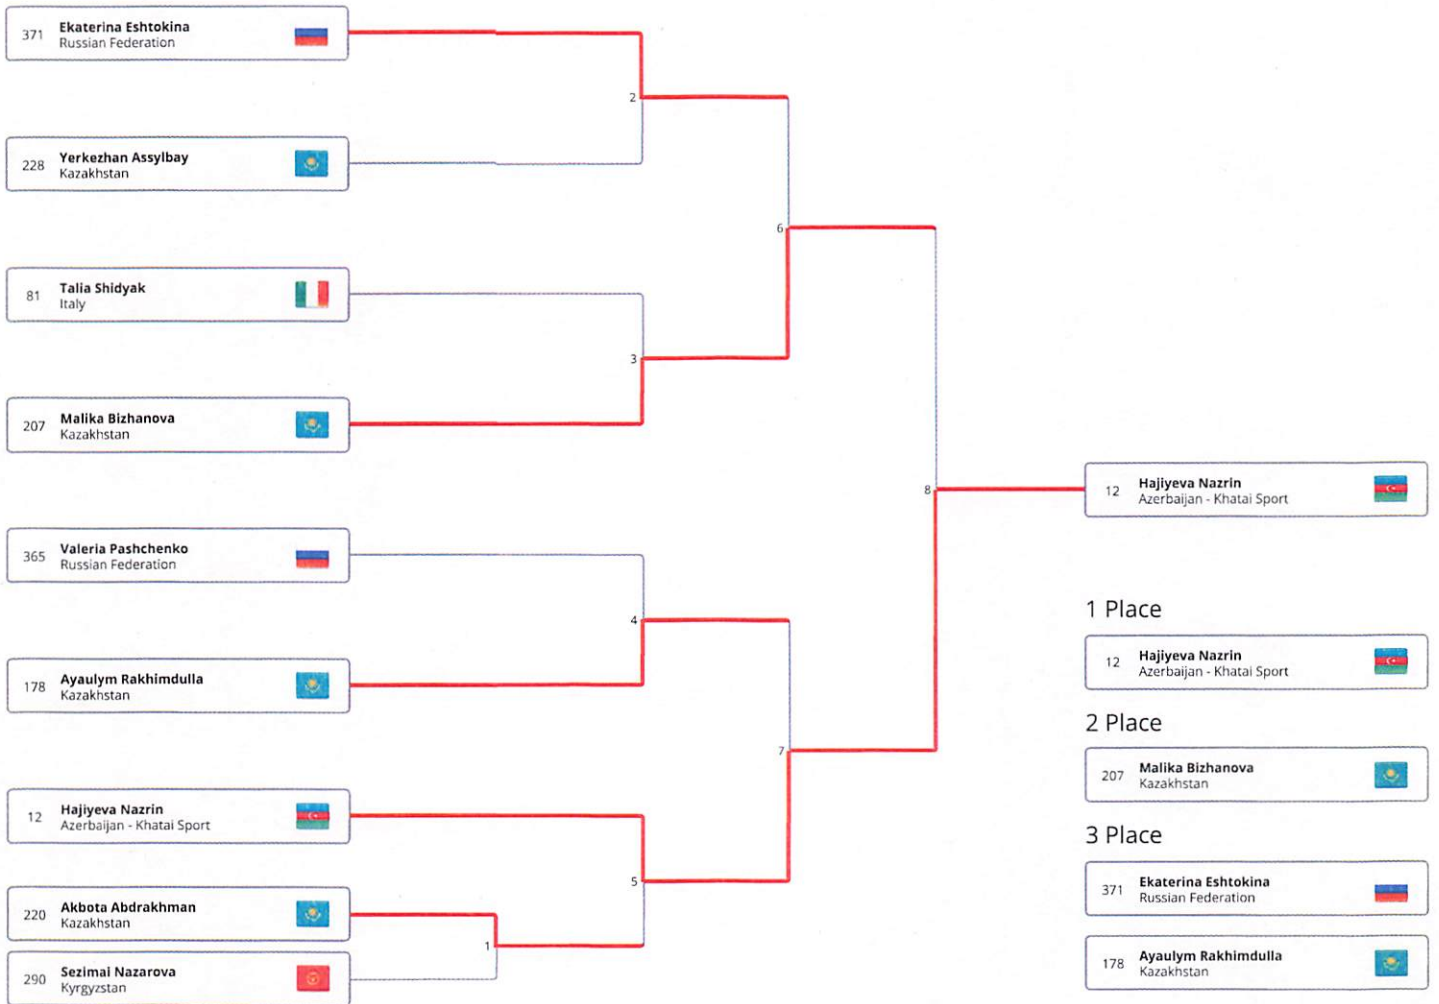 371 Ekaterina Eshtokina
Russian Federation
2
228 Yerkezhan Assylbay
Kazakhstan
6
81 Talia Shidyak
Italy
3
207 Malika Bizhanova
Kazakhstan
8
12 Hajiyeva Nazrin
Azerbaijan - Khatai Sport
365 Valeria Pashchenko
Russian Federation
4
178 Ayaulym Rakhimdulla
Kazakhstan
7
12 Hajiyeva Nazrin
Azerbaijan - Khatai Sport
5
220 Akbota Abdrakhman
Kazakhstan
1
290 Sezimai Nazarova
Kyrgyzstan
1 Place
12 Hajiyeva Nazrin
Azerbaijan - Khatai Sport
2 Place
207 Malika Bizhanova
Kazakhstan
3 Place
371 Ekaterina Eshtokina
Russian Federation
178 Ayaulym Rakhimdulla
Kazakhstan